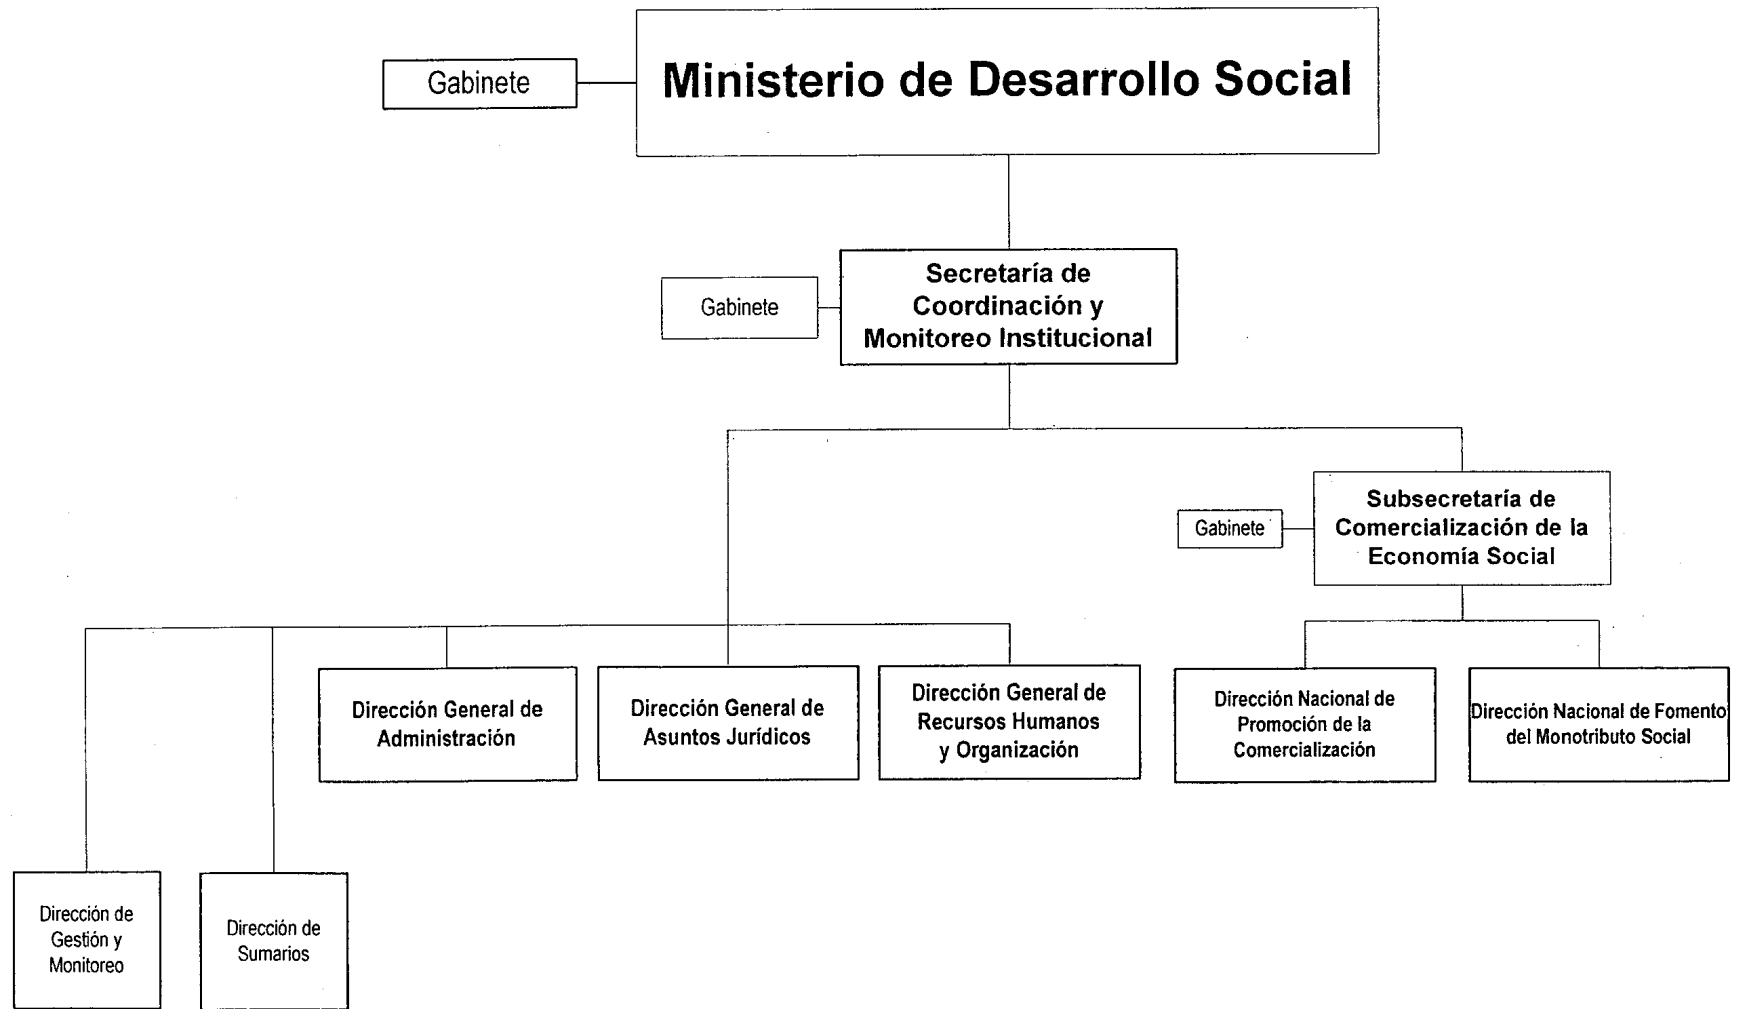 Gabinete
Ministerio de Desarrollo Social
Gabinete
Secretaría de
Coordinación y
Monitoreo Institucional
Gabinete
Subsecretaría de
Comercialización de la
Economía Social
Dirección General de
Administración
Dirección General de
Asuntos Jurídicos
Dirección General de
Recursos Humanos
y Organización
Dirección Nacional de
Promoción de la
Comercialización
Dirección Nacional de Fomento
del Monotributo Social
Dirección de
Gestión y
Monitoreo
Dirección de
Sumarios